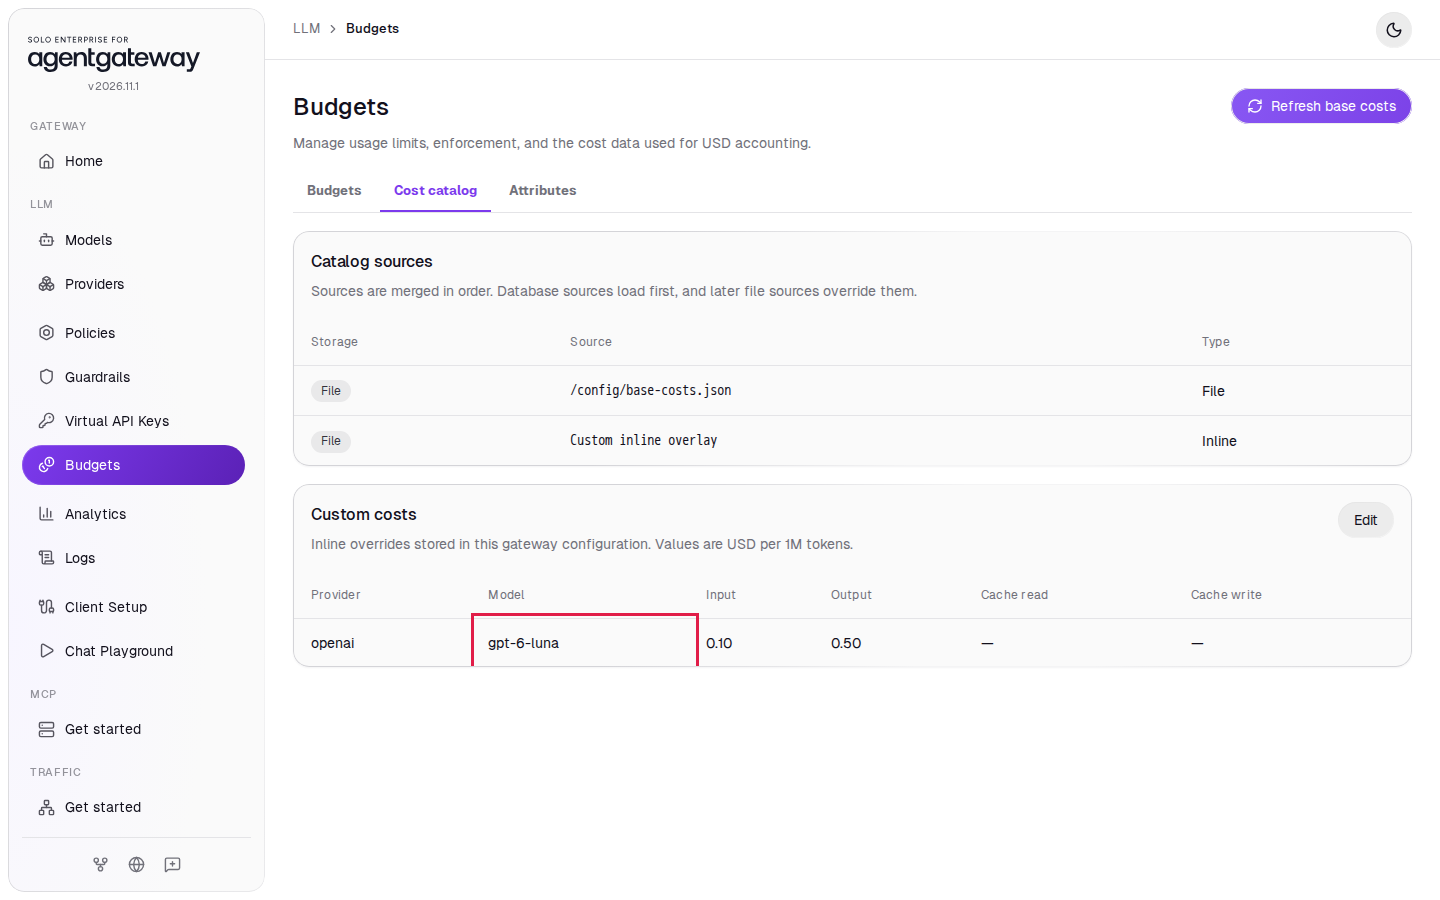 SOLO ENTERPRISE FOR
agentgateway
v2026.11.1
GATEWAY
Home
LLM
Models
Providers
Policies
Guardrails
Virtual API Keys
Budgets
Analytics
Logs
Client Setup
Chat Playground
MCP
Get started
TRAFFIC
Get started
LLM > Budgets
Budgets
Refresh base costs
Manage usage limits, enforcement, and the cost data used for USD accounting.
Budgets Cost catalog Attributes
Catalog sources
Sources are merged in order. Database sources load first, and later file sources override them.
Storage Source Type
File /config/base-costs.json File
File Custom inline overlay Inline
Custom costs
Edit
Inline overrides stored in this gateway configuration. Values are USD per 1M tokens.
Provider Model Input Output Cache read Cache write
openai gpt-6-luna 0.10 0.50 — —